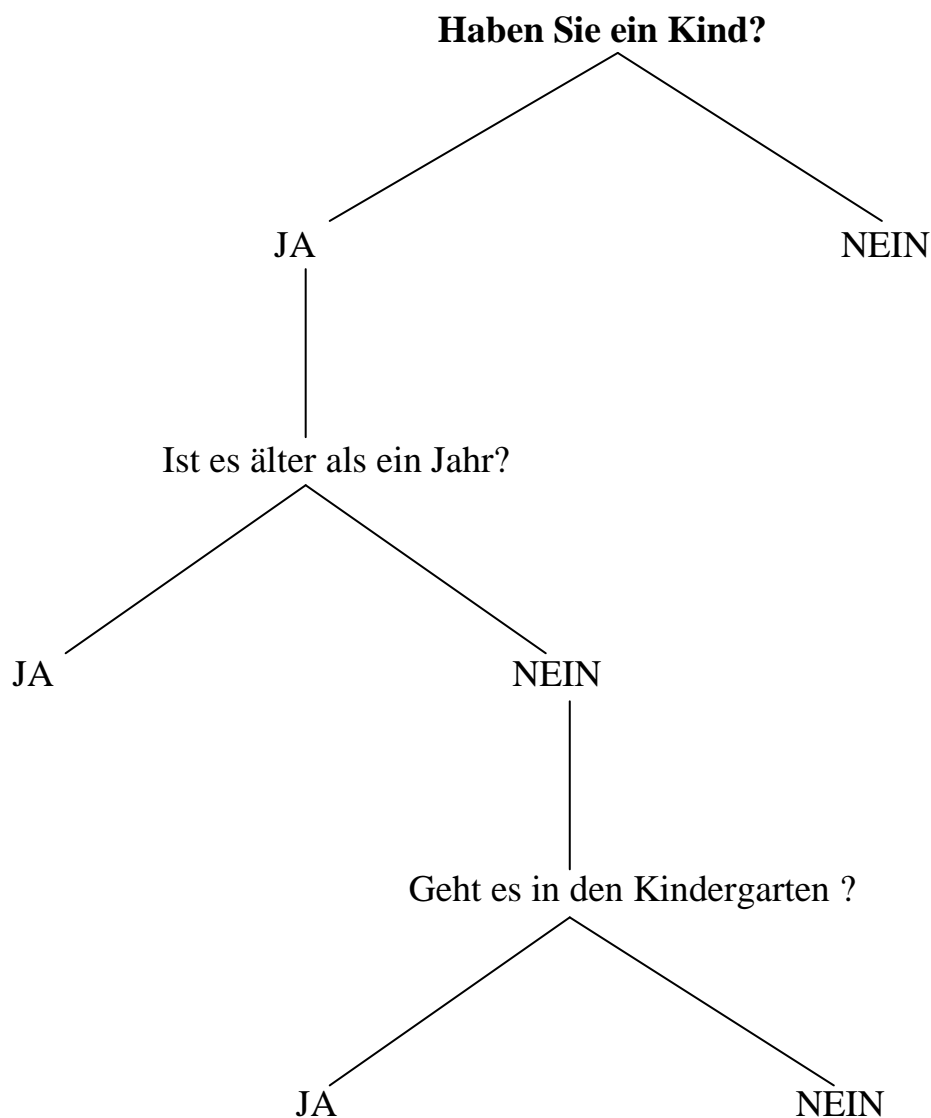 Haben Sie ein Kind?
JA NEIN
Ist es älter als ein Jahr?
JA NEIN
Geht es in den Kindergarten ?
JA NEIN